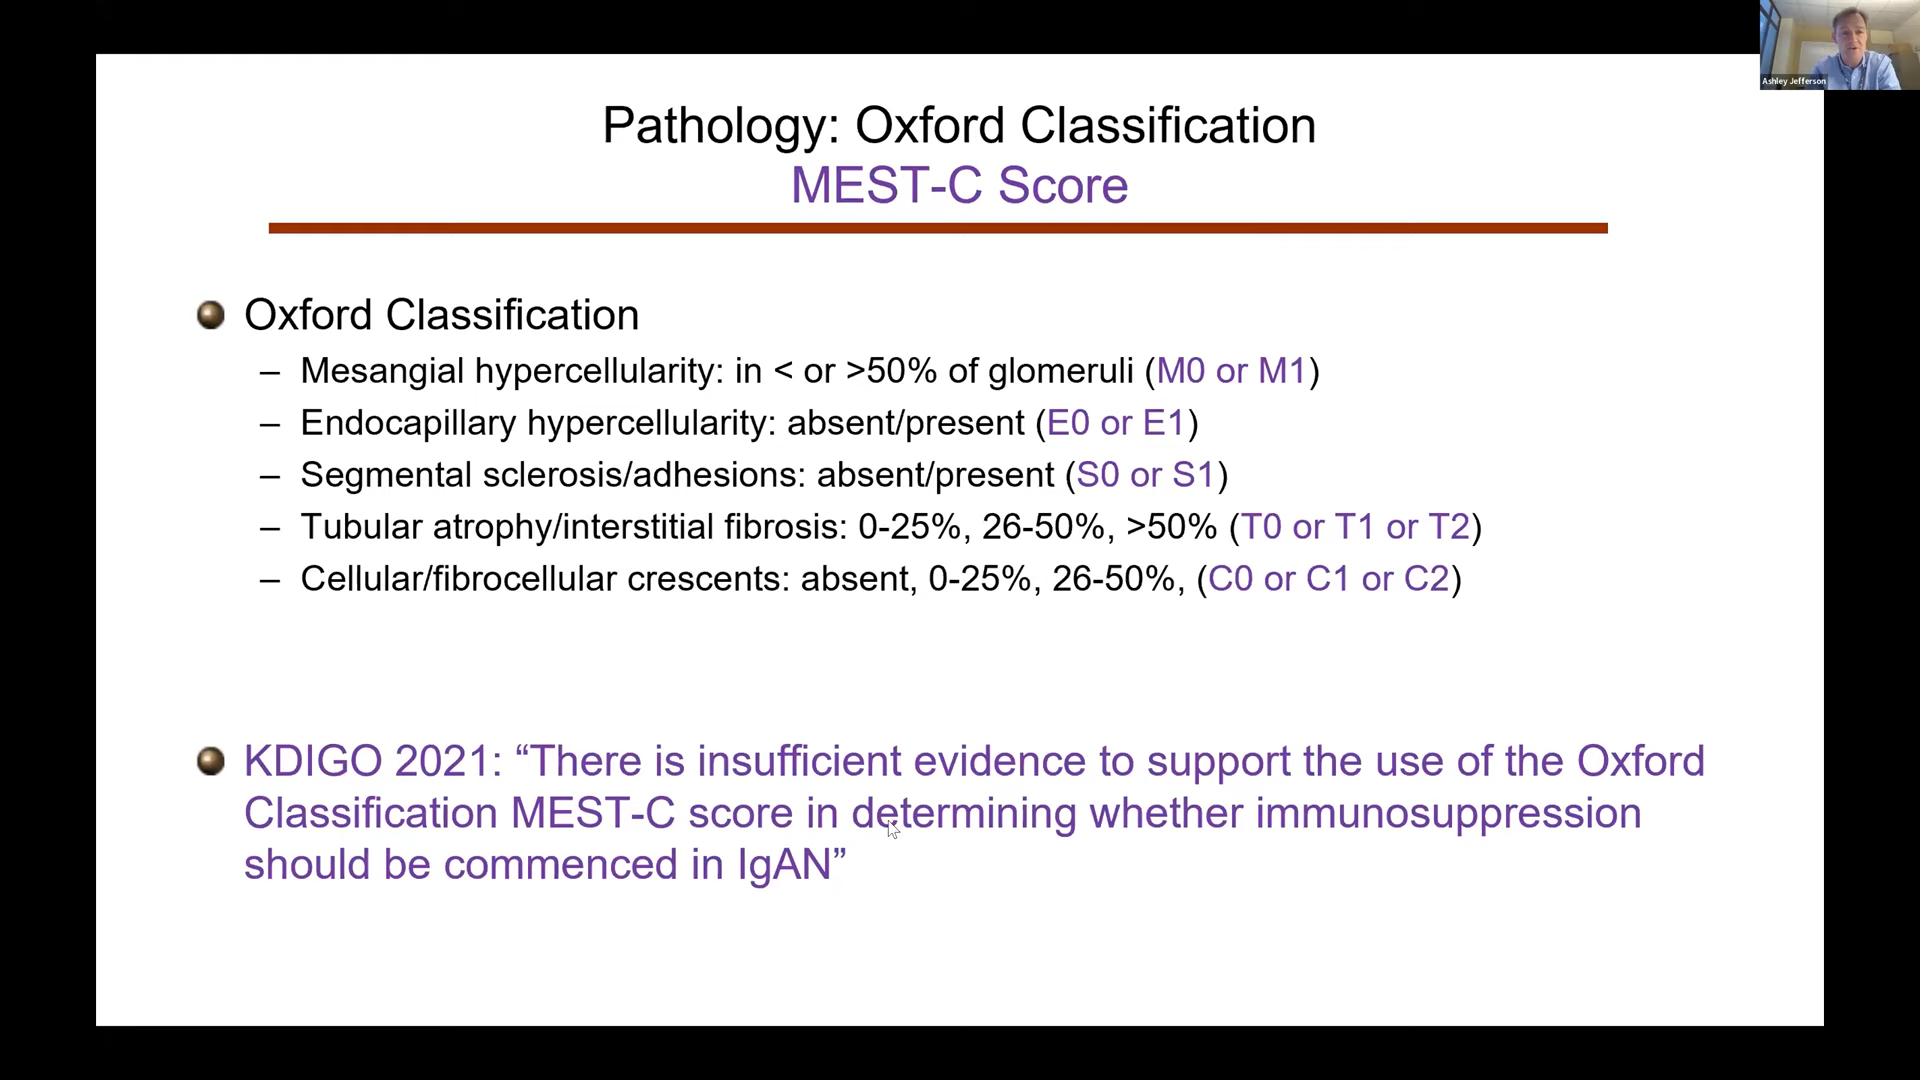 Ashley Jefferson
Pathology: Oxford Classification
MEST-C Score
Oxford Classification
– Mesangial hypercellularity: in < or >50% of glomeruli (M0 or M1)
– Endocapillary hypercellularity: absent/present (E0 or E1)
– Segmental sclerosis/adhesions: absent/present (S0 or S1)
– Tubular atrophy/interstitial fibrosis: 0-25%, 26-50%, >50% (T0 or T1 or T2)
– Cellular/fibrocellular crescents: absent, 0-25%, 26-50%, (C0 or C1 or C2)
KDIGO 2021: “There is insufficient evidence to support the use of the Oxford
Classification MEST-C score in determining whether immunosuppression
should be commenced in IgAN”